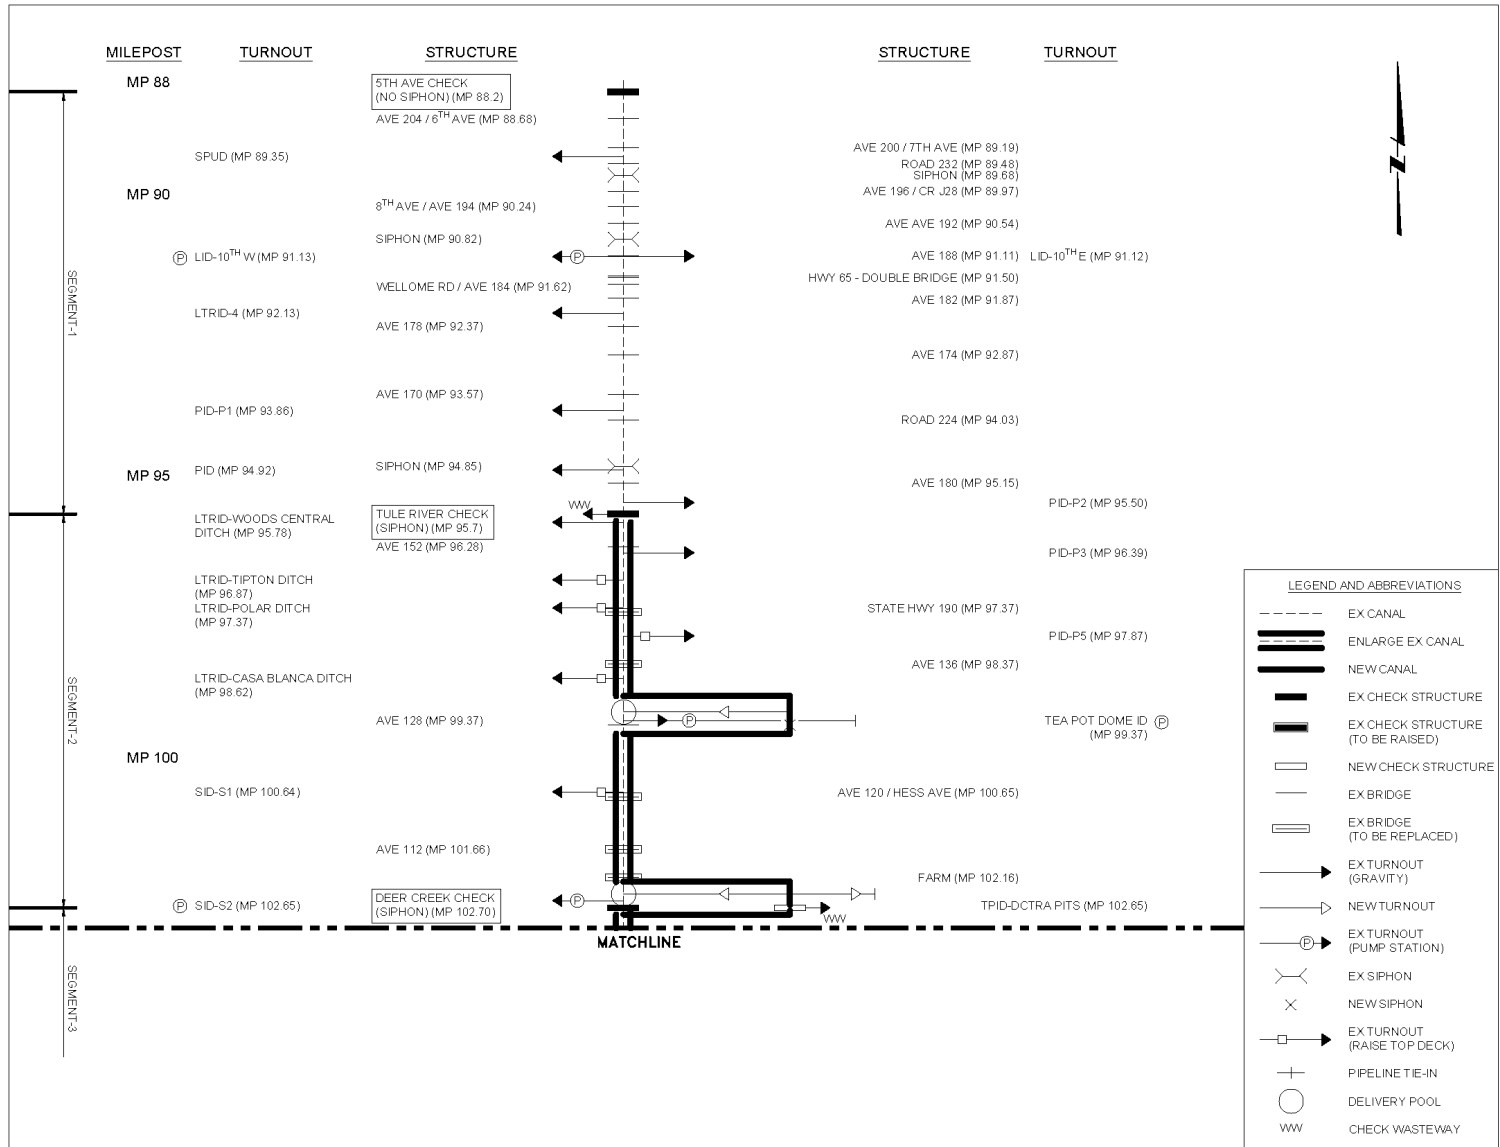 MILEPOST
TURNOUT
STRUCTURE
STRUCTURE
TURNOUT
MP 88
5TH AVE CHECK
(NO SIPHON) (MP 88.2)
AVE 204 / 6TH AVE (MP 88.68)
SPUD (MP 89.35)
AVE 200 / 7TH AVE (MP 89.19)
ROAD 232 (MP 89.48)
SIPHON (MP 89.68)
AVE 196 / CR J28 (MP 89.97)
MP 90
8TH AVE / AVE 194 (MP 90.24)
AVE AVE 192 (MP 90.54)
SIPHON (MP 90.82)
P LID-10TH W (MP 91.13)
P
AVE 188 (MP 91.11)
LID-10TH E (MP 91.12)
HWY 65 - DOUBLE BRIDGE (MP 91.50)
WELLOME RD / AVE 184 (MP 91.62)
AVE 182 (MP 91.87)
LTRID-4 (MP 92.13)
AVE 178 (MP 92.37)
AVE 174 (MP 92.87)
AVE 170 (MP 93.57)
PID-P1 (MP 93.86)
ROAD 224 (MP 94.03)
MP 95
PID (MP 94.92)
SIPHON (MP 94.85)
AVE 180 (MP 95.15)
PID-P2 (MP 95.50)
WW
TULE RIVER CHECK
(SIPHON) (MP 95.7)
LTRID-WOODS CENTRAL
DITCH (MP 95.78)
AVE 152 (MP 96.28)
PID-P3 (MP 96.39)
LTRID-TIPTON DITCH
(MP 96.87)
LTRID-POLAR DITCH
(MP 97.37)
STATE HWY 190 (MP 97.37)
PID-P5 (MP 97.87)
AVE 136 (MP 98.37)
LTRID-CASA BLANCA DITCH
(MP 98.62)
AVE 128 (MP 99.37)
P
TEA POT DOME ID P
(MP 99.37)
MP 100
SID-S1 (MP 100.64)
AVE 120 / HESS AVE (MP 100.65)
AVE 112 (MP 101.66)
FARM (MP 102.16)
P SID-S2 (MP 102.65)
DEER CREEK CHECK
(SIPHON) (MP 102.70)
P
TPID-DCTRA PITS (MP 102.65)
WW
MATCHLINE
SEGMENT-1
SEGMENT-2
SEGMENT-3
N
LEGEND AND ABBREVIATIONS
EX CANAL
ENLARGE EX CANAL
NEW CANAL
EX CHECK STRUCTURE
EX CHECK STRUCTURE
(TO BE RAISED)
NEW CHECK STRUCTURE
EX BRIDGE
EX BRIDGE
(TO BE REPLACED)
EX TURNOUT
(GRAVITY)
NEW TURNOUT
P EX TURNOUT
(PUMP STATION)
EX SIPHON
NEW SIPHON
EX TURNOUT
(RAISE TOP DECK)
PIPELINE TIE-IN
DELIVERY POOL
WW CHECK WASTEWAY